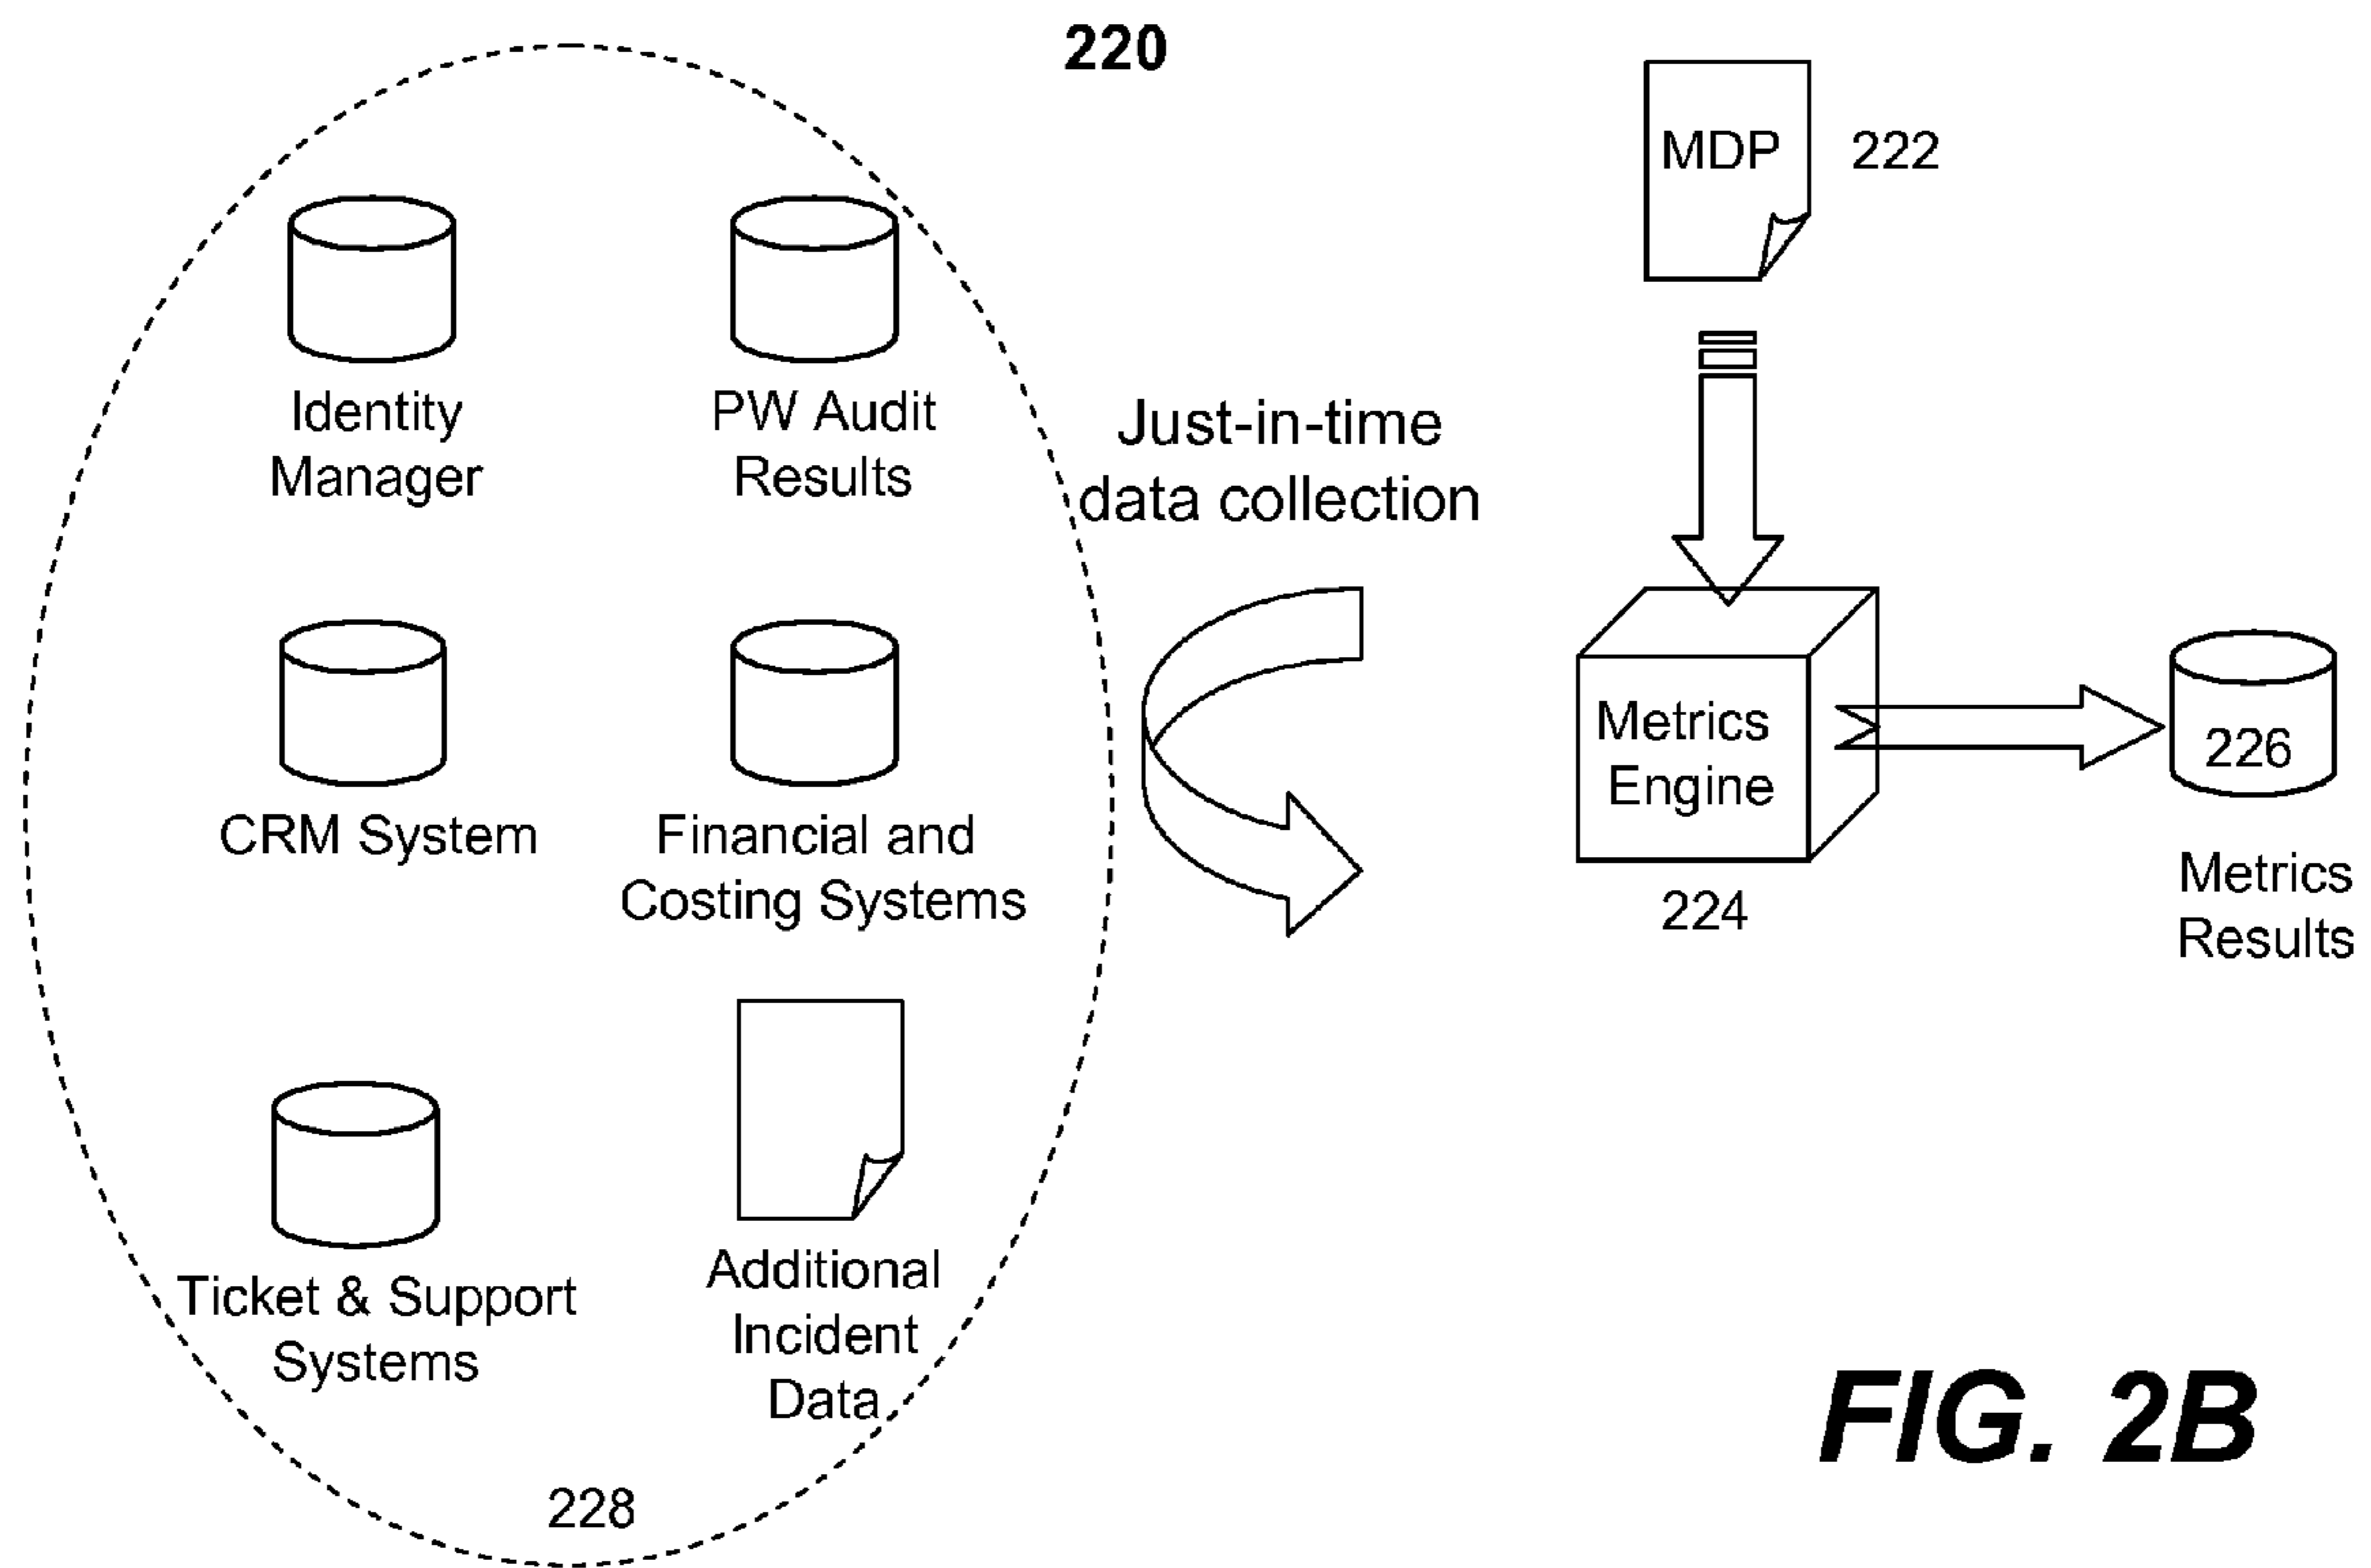 220
MDP
222
Identity
Manager
PW Audit
Results
Just-in-time
data collection
CRM System
Financial and
Costing Systems
Metrics
Engine
224
226
Metrics
Results
Ticket & Support
Systems
Additional
Incident
Data
228
FIG. 2B